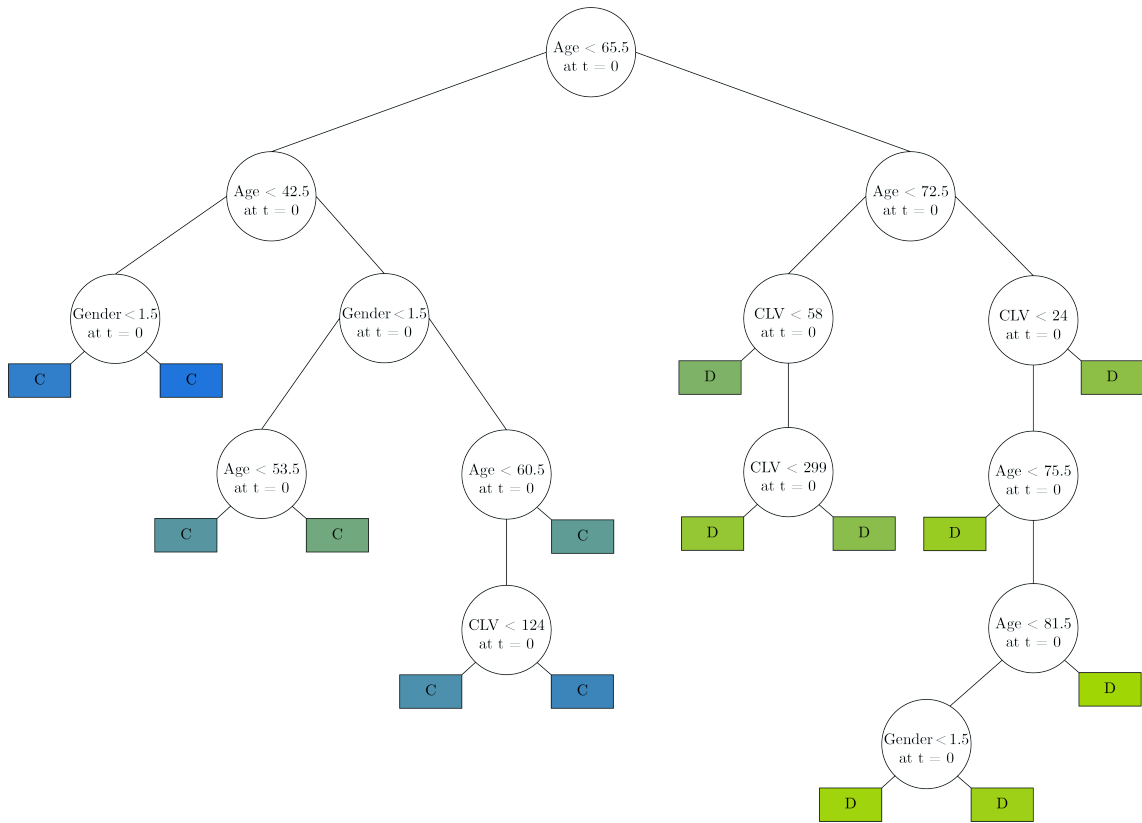 Age < 65.5
at t = 0
Age < 42.5
at t = 0
Age < 72.5
at t = 0
Gender < 1.5
at t = 0
Gender < 1.5
at t = 0
CLV < 58
at t = 0
CLV < 24
at t = 0
C
C
D
D
Age < 53.5
at t = 0
Age < 60.5
at t = 0
CLV < 299
at t = 0
Age < 75.5
at t = 0
C
C
C
D
D
D
CLV < 124
at t = 0
Age < 81.5
at t = 0
C
C
D
Gender < 1.5
at t = 0
D
D